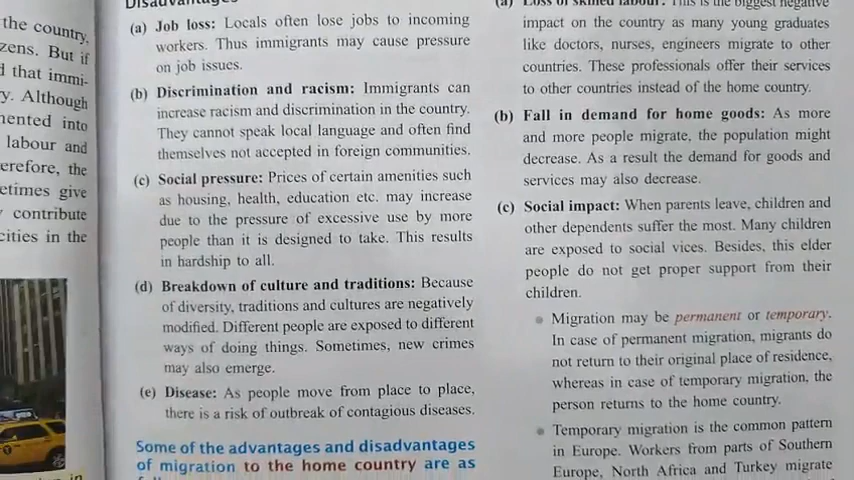 the country,
zens. But if
d that immi-
y. Although
nented into
labour and
erefore, the
etimes give
contribute
cities in the
Disadvantages
(a) Job loss: Locals often lose jobs to incoming
workers. Thus immigrants may cause pressure
on job issues.
(b) Discrimination and racism: Immigrants can
increase racism and discrimination in the country.
They cannot speak local language and often find
themselves not accepted in foreign communities.
(c) Social pressure: Prices of certain amenities such
as housing, health, education etc. may increase
due to the pressure of excessive use by more
people than it is designed to take. This results
in hardship to all.
(d) Breakdown of culture and traditions: Because
of diversity, traditions and cultures are negatively
modified. Different people are exposed to different
ways of doing things. Sometimes, new crimes
may also emerge.
(e) Disease: As people move from place to place,
there is a risk of outbreak of contagious diseases.
Some of the advantages and disadvantages
of migration to the home country are as
(a) Loss of skilled labour: This is the biggest negative
impact on the country as many young graduates
like doctors, nurses, engineers migrate to other
countries. These professionals offer their services
to other countries instead of the home country.
(b) Fall in demand for home goods: As more
and more people migrate, the population might
decrease. As a result the demand for goods and
services may also decrease.
(c) Social impact: When parents leave, children and
other dependents suffer the most. Many children
are exposed to social vices. Besides, this elder
people do not get proper support from their
children.
• Migration may be permanent or temporary.
In case of permanent migration, migrants do
not return to their original place of residence,
whereas in case of temporary migration, the
person returns to the home country.
• Temporary migration is the common pattern
in Europe. Workers from parts of Southern
Europe, North Africa and Turkey migrate